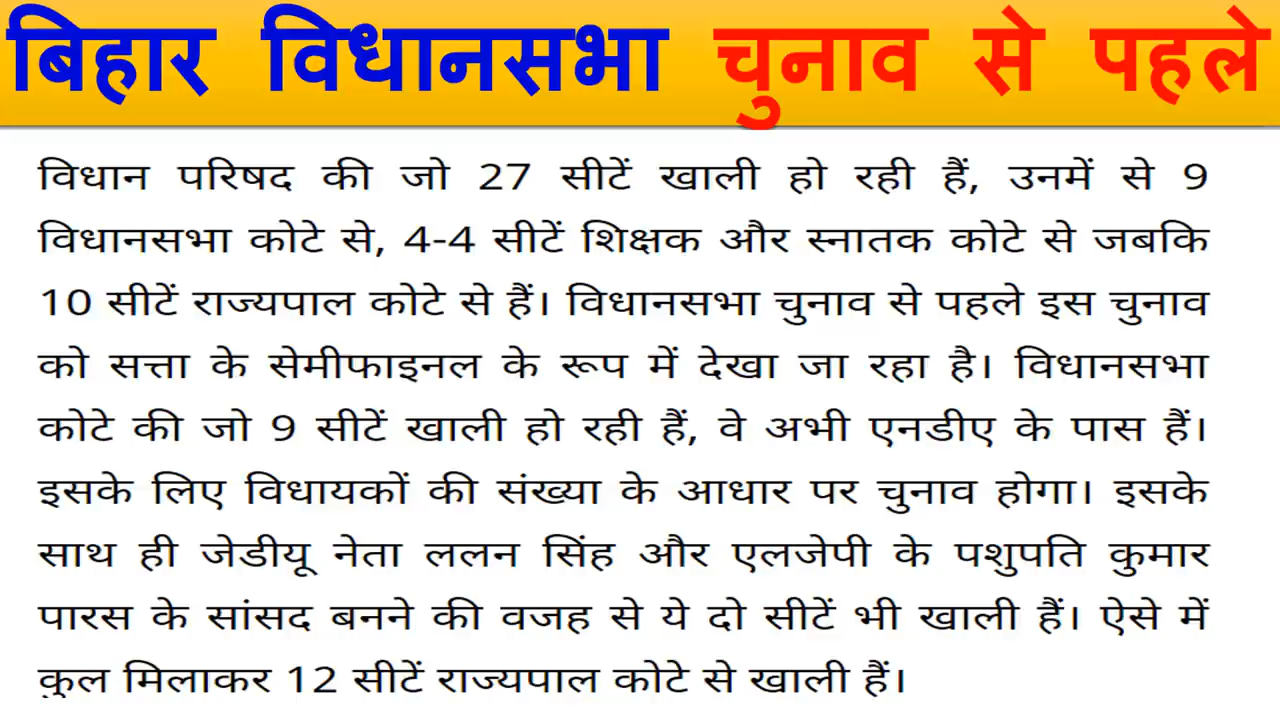 बिहार विधानसभा चुनाव से पहले
विधान परिषद की जो 27 सीटें खाली हो रही हैं, उनमें से 9
विधानसभा कोटे से, 4-4 सीटें शिक्षक और स्नातक कोटे से जबकि
10 सीटें राज्यपाल कोटे से हैं। विधानसभा चुनाव से पहले इस चुनाव
को सत्ता के सेमीफाइनल के रूप में देखा जा रहा है। विधानसभा
कोटे की जो 9 सीटें खाली हो रही हैं, वे अभी एनडीए के पास हैं।
इसके लिए विधायकों की संख्या के आधार पर चुनाव होगा। इसके
साथ ही जेडीयू नेता ललन सिंह और एलजेपी के पशुपति कुमार
पारस के सांसद बनने की वजह से ये दो सीटें भी खाली हैं। ऐसे में
कुल मिलाकर 12 सीटें राज्यपाल कोटे से खाली हैं।